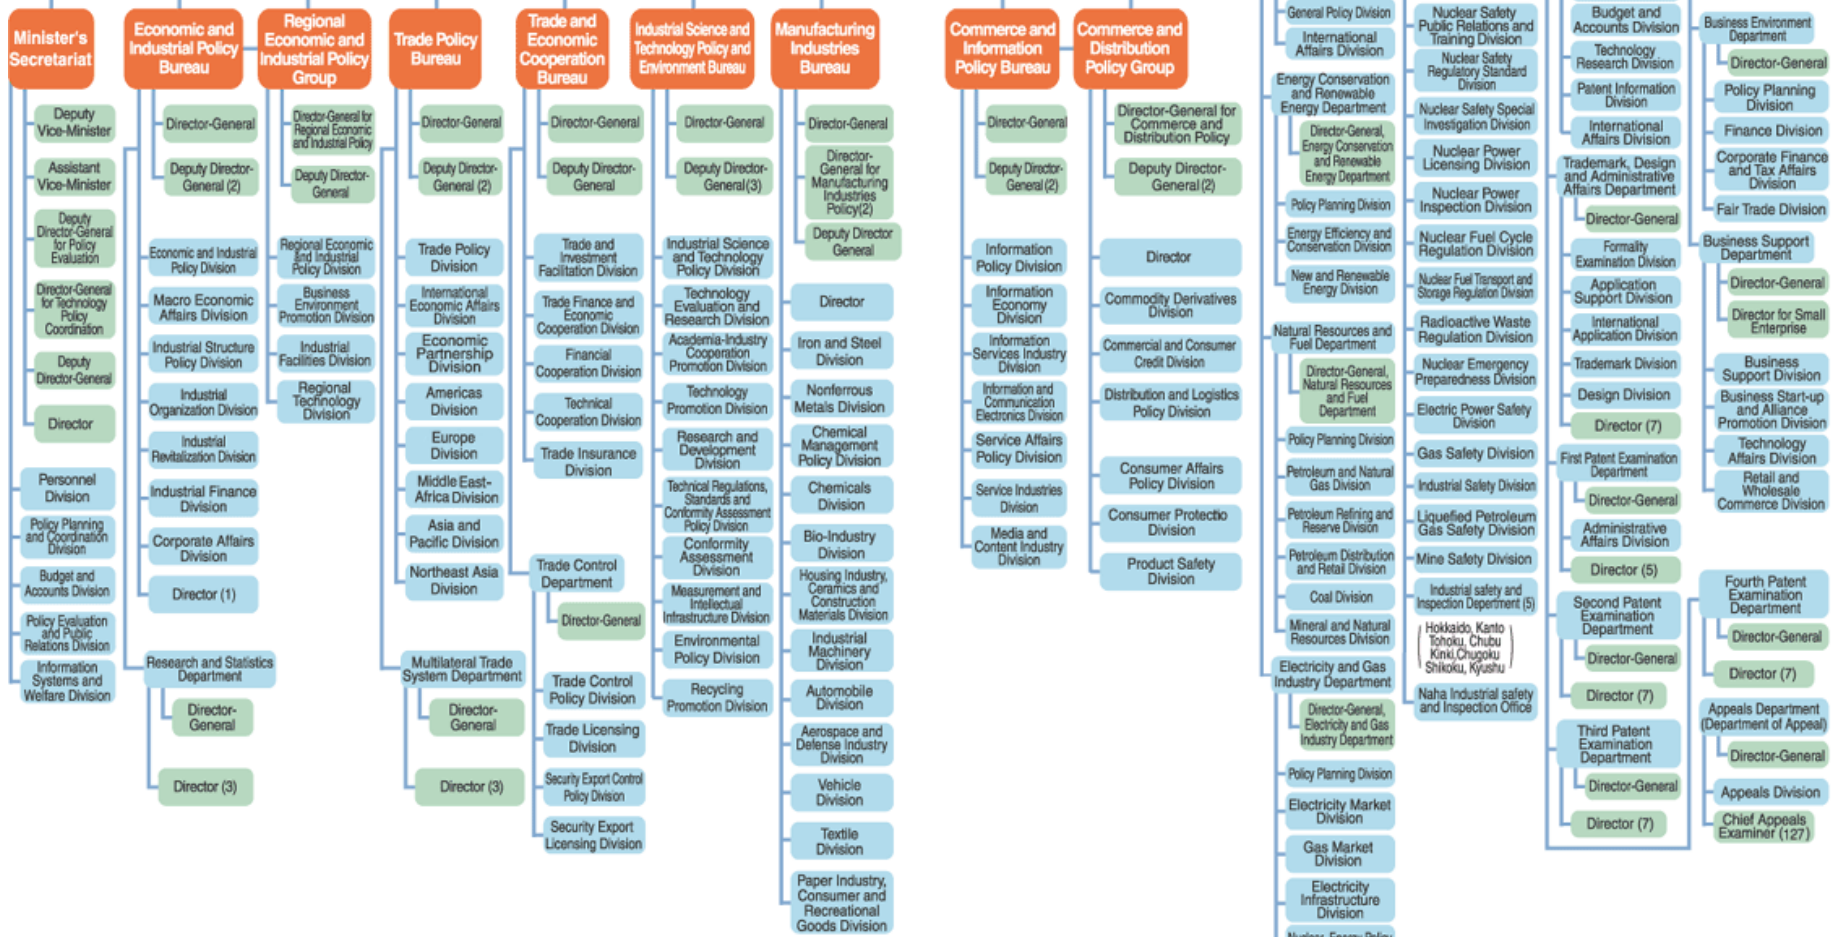 Minister's
Secretariat
Deputy
Vice-Minister
Assistant
Vice-Minister
Deputy
Director-General
for Policy
Evaluation
Director-General
for Technology
Policy
Coordination
Deputy
Director-General
Director
Personnel
Division
Policy Planning
and Coordination
Division
Budget and
Accounts Division
Policy Evaluation
and Public
Relations Division
Information
Systems and
Welfare Division
Economic and
Industrial Policy
Bureau
Director-General
Deputy Director-
General (2)
Economic and Industrial
Policy Division
Macro Economic
Affairs Division
Industrial Structure
Policy Division
Industrial
Organization Division
Industrial
Revitalization Division
Industrial Finance
Division
Corporate Affairs
Division
Director (1)
Research and Statistics
Department
Director-
General
Director (3)
Regional
Economic and
Industrial Policy
Group
Director-General for
Regional Economic
and Industrial Policy
Deputy Director-
General
Regional Economic
and Industrial
Policy Division
Business
Environment
Promotion Division
Industrial
Facilities Division
Regional
Technology
Division
Trade Policy
Bureau
Director-General
Deputy Director-
General (2)
Trade Policy
Division
International
Economic Affairs
Division
Economic
Partnership
Division
Americas
Division
Europe
Division
Middle East-
Africa Division
Asia and
Pacific Division
Northeast Asia
Division
Multilateral Trade
System Department
Director-
General
Director (3)
Trade and
Economic
Cooperation
Bureau
Director-General
Deputy Director-
General
Trade and
Investment
Facilitation Division
Trade Finance and
Economic
Cooperation Division
Financial
Cooperation Division
Technical
Cooperation Division
Trade Insurance
Division
Trade Control
Department
Director-General
Trade Control
Policy Division
Trade Licensing
Division
Security Export Control
Policy Division
Security Export
Licensing Division
Industrial Science and
Technology Policy and
Environment Bureau
Director-General
Deputy Director-
General(3)
Industrial Science
and Technology
Policy Division
Technology
Evaluation and
Research Division
Academia-Industry
Cooperation
Promotion Division
Technology
Promotion Division
Research and
Development
Division
Technical Regulations,
Standards and
Conformity Assessment
Policy Division
Conformity
Assessment
Division
Measurement and
Intellectual
Infrastructure Division
Environmental
Policy Division
Recycling
Promotion Division
Manufacturing
Industries
Bureau
Director-General
Director-
General for
Manufacturing
Industries
Policy(2)
Deputy Director
General
Director
Iron and Steel
Division
Nonferrous
Metals Division
Chemical
Management
Policy Division
Chemicals
Division
Bio-Industry
Division
Housing Industry,
Ceramics and
Construction
Materials Division
Industrial
Machinery
Division
Automobile
Division
Aerospace and
Defense Industry
Division
Vehicle
Division
Textile
Division
Paper Industry,
Consumer and
Recreational
Goods Division
Commerce and
Information
Policy Bureau
Director-General
Deputy Director-
General(2)
Information
Policy Division
Information
Economy
Division
Information
Services Industry
Division
Information and
Communication
Electronics Division
Service Affairs
Policy Division
Service Industries
Division
Media and
Content Industry
Division
Commerce and
Distribution
Policy Group
Director-General for
Commerce and
Distribution Policy
Deputy Director-
General(2)
Director
Commodity Derivatives
Division
Commercial and Consumer
Credit Division
Distribution and Logistics
Policy Division
Consumer Affairs
Policy Division
Consumer Protectio
Division
Product Safety
Division
General Policy Division
International
Affairs Division
Energy Conservation
and Renewable
Energy Department
Director-General,
Energy Conservation
and Renewable
Energy Department
Policy Planning Division
Energy Efficiency and
Conservation Division
New and Renewable
Energy Division
Natural Resources and
Fuel Department
Director-General,
Natural Resources
and Fuel
Department
Policy Planning Division
Petroleum and Natural
Gas Division
Petroleum Refining and
Reserve Division
Petroleum Distribution
and Retail Division
Coal Division
Mineral and Natural
Resources Division
Electricity and Gas
Industry Department
Director-General,
Electricity and Gas
Industry Department
Policy Planning Division
Electricity Market
Division
Gas Market
Division
Electricity
Infrastructure
Division
Nuclear Energy Policy
Nuclear Safety
Public Relations and
Training Division
Nuclear Safety
Regulatory Standard
Division
Nuclear Safety Special
Investigation Division
Nuclear Power
Licensing Division
Nuclear Power
Inspection Division
Nuclear Fuel Cycle
Regulation Division
Nuclear Fuel Transport and
Storage Regulation Division
Radioactive Waste
Regulation Division
Nuclear Emergency
Preparedness Division
Electric Power Safety
Division
Gas Safety Division
Industrial Safety Division
Liquefied Petroleum
Gas Safety Division
Mine Safety Division
Industrial safety and
Inspection Department (5)
(Hokkaido, Kanto
Tohoku, Chubu
Kinki,Chugoku
Shikoku, Kyushu)
Naha Industrial safety
and Inspection Office
Budget and
Accounts Division
Technology
Research Division
Patent Information
Division
International
Affairs Division
Trademark, Design
and Administrative
Affairs Department
Director-General
Formality
Examination Division
Application
Support Division
International
Application Division
Trademark Division
Design Division
Director (7)
First Patent Examination
Department
Director-General
Administrative
Affairs Division
Director (5)
Second Patent
Examination
Department
Director-General
Director (7)
Third Patent
Examination
Department
Director-General
Director (7)
Business Environment
Department
Director-General
Policy Planning
Division
Finance Division
Corporate Finance
and Tax Affairs
Division
Fair Trade Division
Business Support
Department
Director-General
Director for Small
Enterprise
Business
Support Division
Business Start-up
and Alliance
Promotion Division
Technology
Affairs Division
Retail and
Wholesale
Commerce Division
Fourth Patent
Examination
Department
Director-General
Director (7)
Appeals Department
(Department of Appeal)
Director-General
Appeals Division
Chief Appeals
Examiner (127)